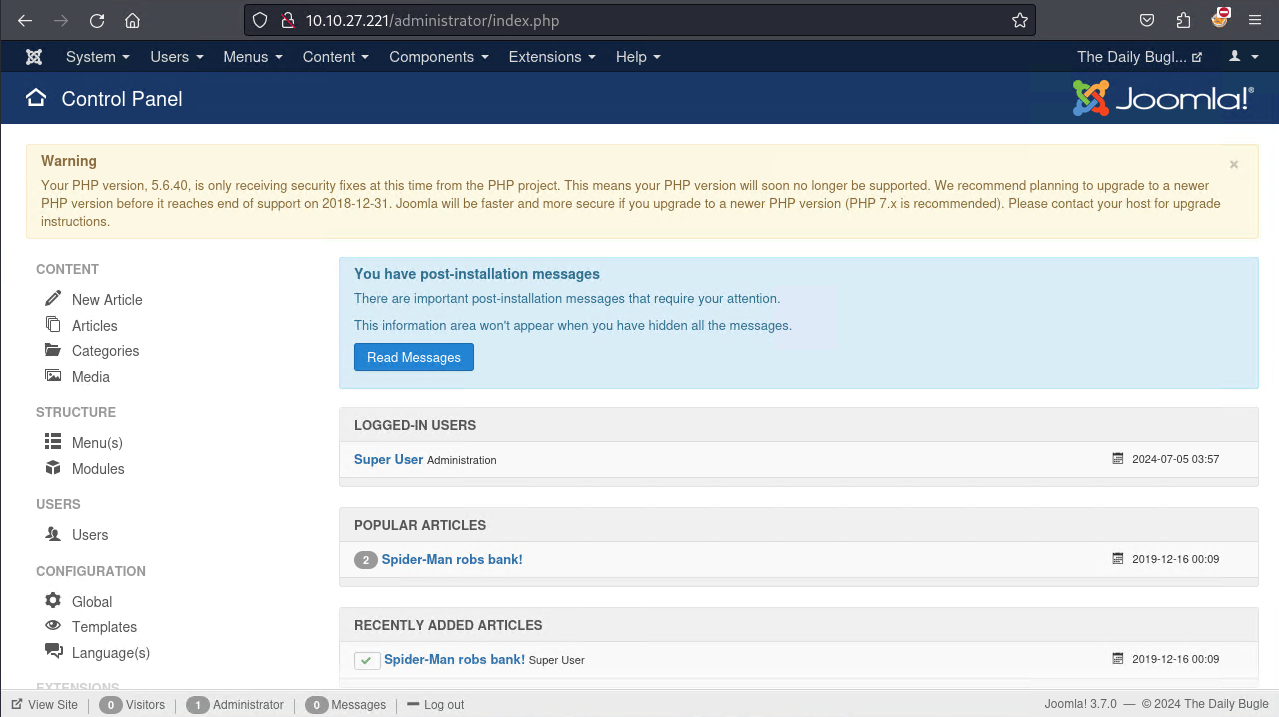 10.10.27.221/administrator/index.php
System Users Menus Content Components Extensions Help The Daily Bugl...
Control Panel Joomla!®
Warning ×
Your PHP version, 5.6.40, is only receiving security fixes at this time from the PHP project. This means your PHP version will soon no longer be supported. We recommend planning to upgrade to a newer
PHP version before it reaches end of support on 2018-12-31. Joomla will be faster and more secure if you upgrade to a newer PHP version (PHP 7.x is recommended). Please contact your host for upgrade
instructions.
CONTENT
New Article
Articles
Categories
Media
STRUCTURE
Menu(s)
Modules
USERS
Users
CONFIGURATION
Global
Templates
Language(s)
EXTENSIONS
You have post-installation messages
There are important post-installation messages that require your attention.
This information area won't appear when you have hidden all the messages.
Read Messages
LOGGED-IN USERS
Super User Administration 2024-07-05 03:57
POPULAR ARTICLES
2 Spider-Man robs bank! 2019-12-16 00:09
RECENTLY ADDED ARTICLES
Spider-Man robs bank! Super User 2019-12-16 00:09
View Site 0 Visitors 1 Administrator 0 Messages Log out Joomla! 3.7.0 — © 2024 The Daily Bugle